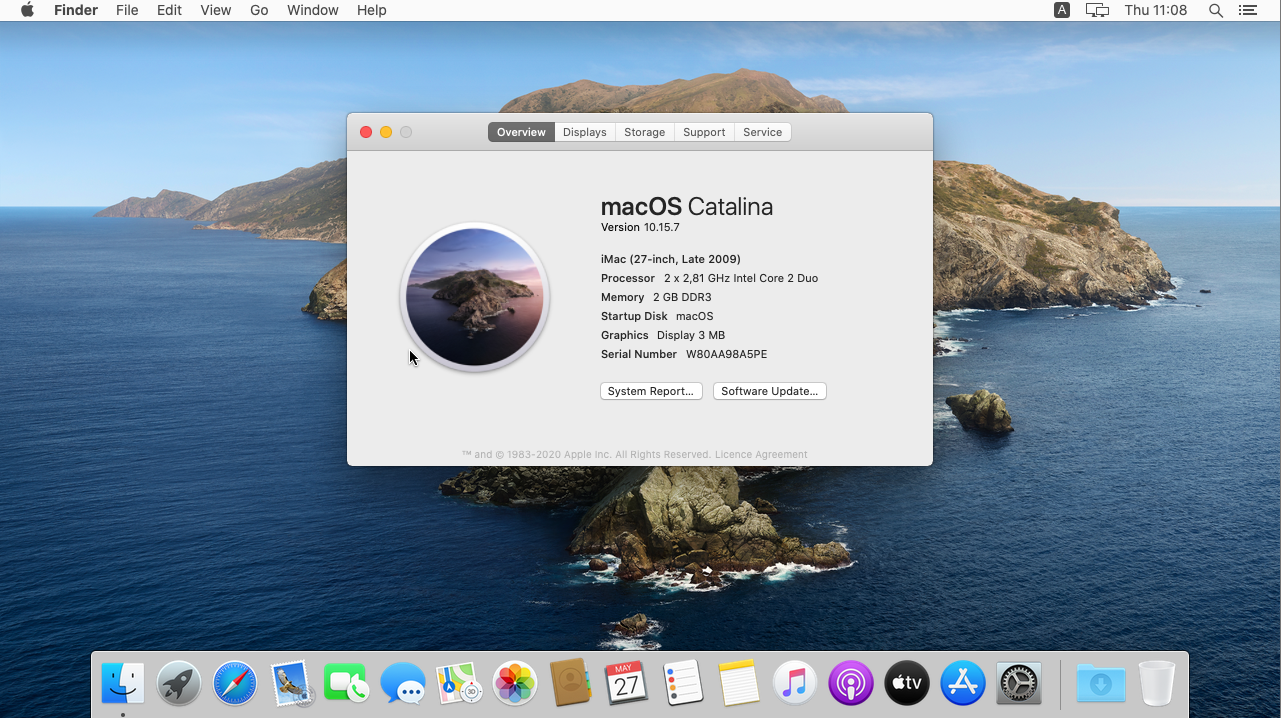 Finder File Edit View Go Window Help A Thu 11:08
Overview Displays Storage Support Service
macOS Catalina
Version 10.15.7
iMac (27-inch, Late 2009)
Processor 2 x 2,81 GHz Intel Core 2 Duo
Memory 2 GB DDR3
Startup Disk macOS
Graphics Display 3 MB
Serial Number W80AA98A5PE
System Report... Software Update...
™ and © 1983-2020 Apple Inc. All Rights Reserved. Licence Agreement
3D
MAY
27
tv